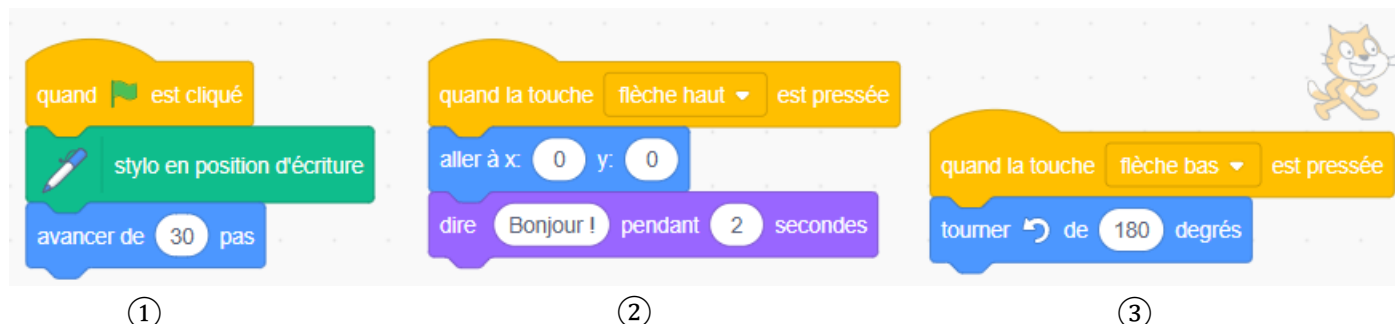 quand est cliqué
stylo en position d'écriture
avancer de 30 pas
①
quand la touche flèche haut est pressée
aller à x: 0 y: 0
dire Bonjour ! pendant 2 secondes
②
quand la touche flèche bas est pressée
tourner de 180 degrés
③